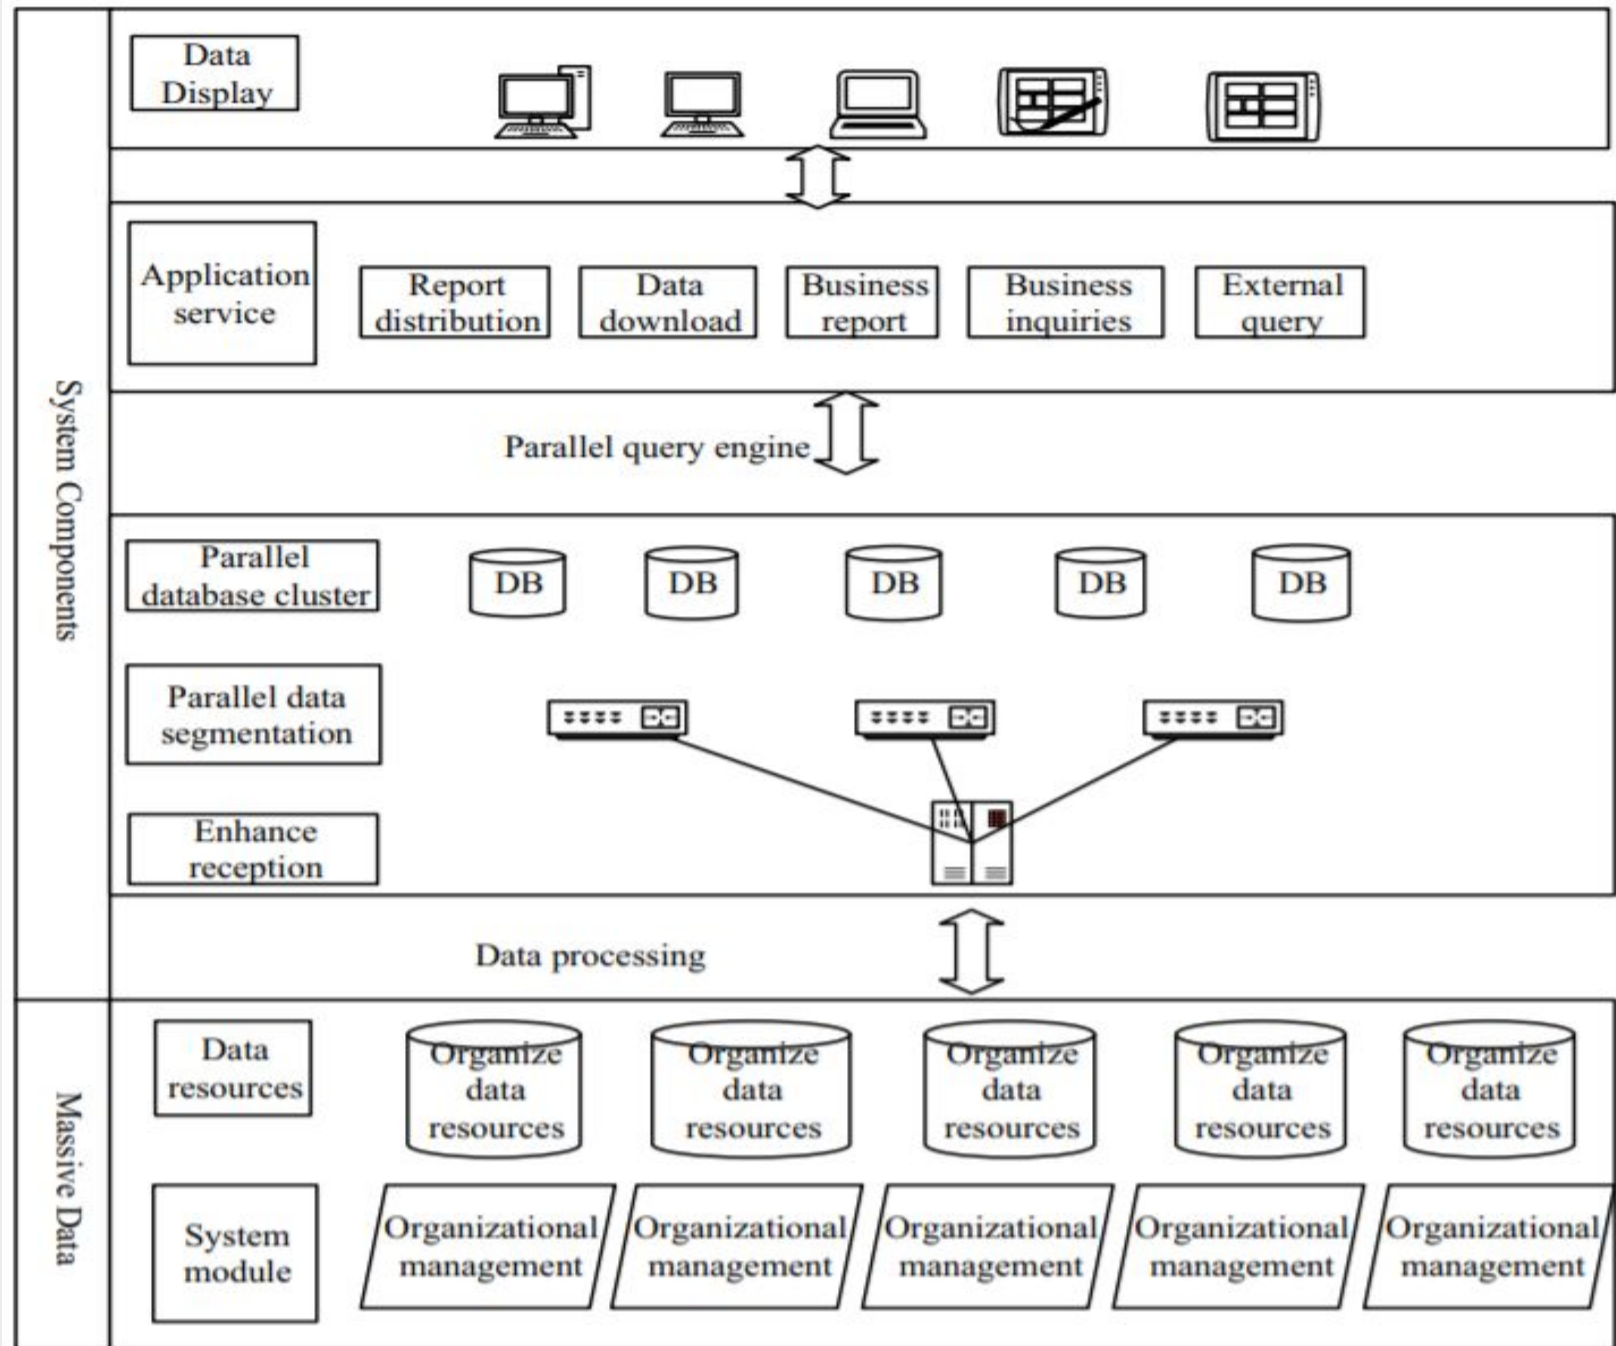 Data
Display
Application
service
Report
distribution
Data
download
Business
report
Business
inquiries
External
query
System Components
Parallel query engine
Parallel
database cluster
DB
DB
DB
DB
DB
Parallel data
segmentation
Enhance
reception
Data processing
Massive Data
Data
resources
Organize
data
resources
Organize
data
resources
Organize
data
resources
Organize
data
resources
Organize
data
resources
System
module
Organizational
management
Organizational
management
Organizational
management
Organizational
management
Organizational
management